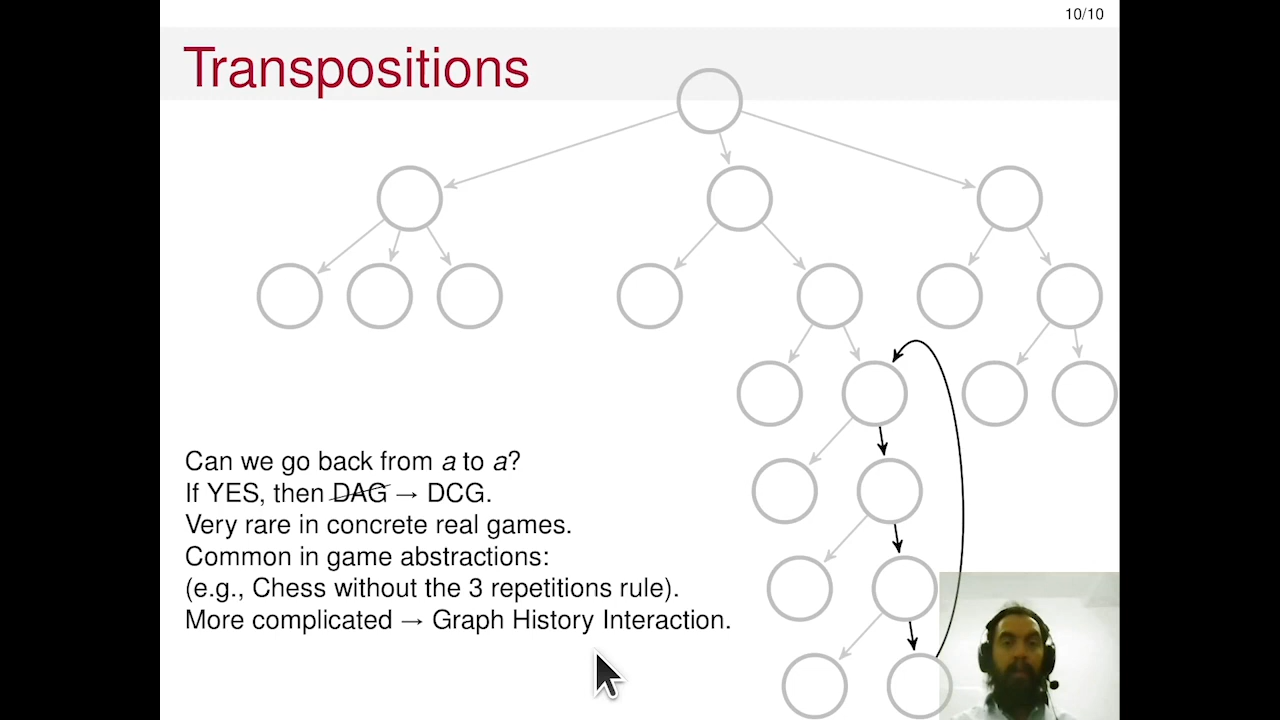 10/10
Transpositions
Can we go back from a to a?
If YES, then DAG → DCG.
Very rare in concrete real games.
Common in game abstractions:
(e.g., Chess without the 3 repetitions rule).
More complicated → Graph History Interaction.